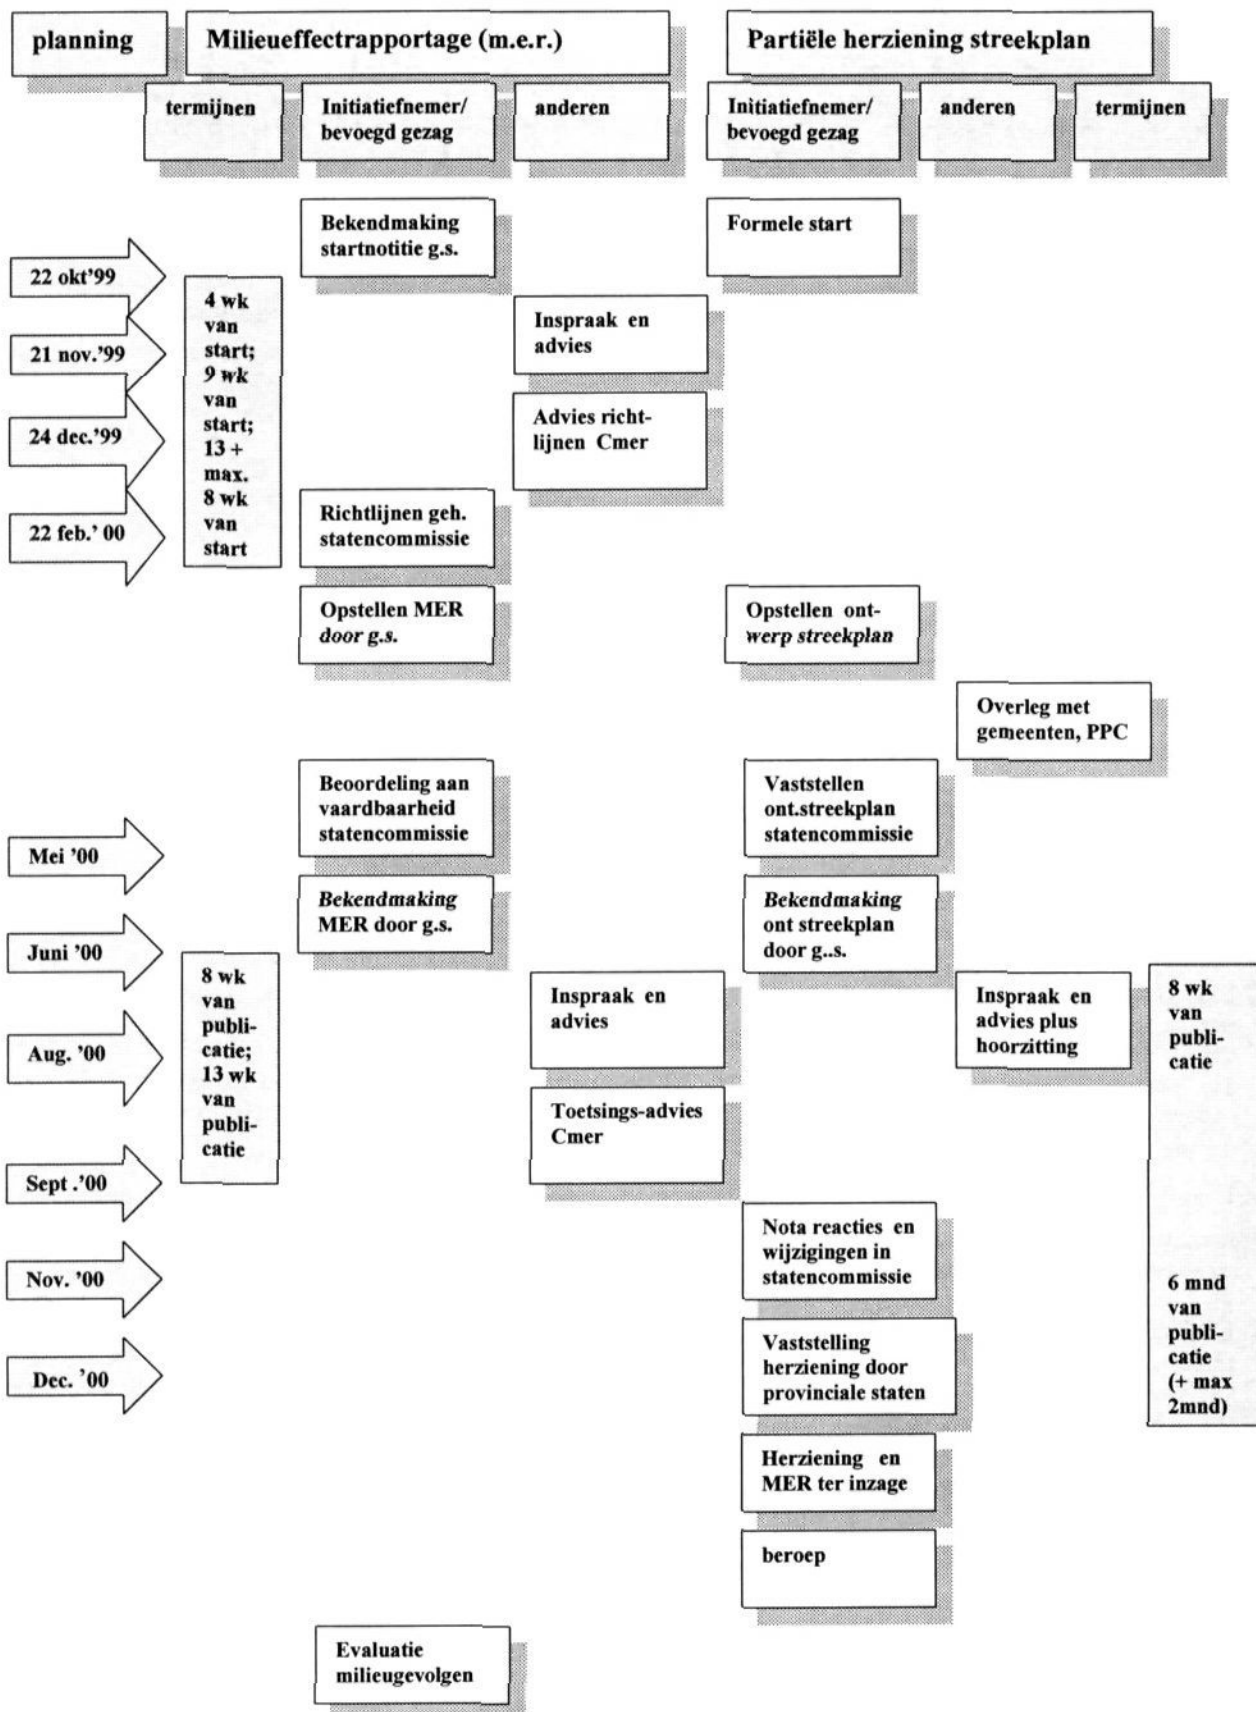 planning
Milieueffectrapportage (m.e.r.)
Partiële herziening streekplan
termijnen
Initiatiefnemer/
bevoegd gezag
anderen
Initiatiefnemer/
bevoegd gezag
anderen
termijnen
Bekendmaking
startnotitie g.s.
Formele start
22 okt'99
21 nov.'99
24 dec.'99
22 feb.' 00
4 wk
van
start;
9 wk
van
start;
13 +
max.
8 wk
van
start
Inspraak en
advies
Advies richt-
lijnen Cmer
Richtlijnen geh.
statencommissie
Opstellen MER
door g.s.
Opstellen ont-
werp streekplan
Overleg met
gemeenten, PPC
Beoordeling aan
vaardbaarheid
statencommissie
Vaststellen
ont.streekplan
statencommissie
Mei '00
Bekendmaking
MER door g.s.
Bekendmaking
ont streekplan
door g..s.
Juni '00
8 wk
van
publi-
catie;
13 wk
van
publi-
catie
Inspraak en
advies
Inspraak en
advies plus
hoorzitting
8 wk
van
publi-
catie
Aug. '00
Toetsings-advies
Cmer
Sept .'00
Nota reacties en
wijzigingen in
statencommissie
Nov. '00
6 mnd
van
publi-
catie
(+ max
2mnd)
Vaststelling
herziening door
provinciale staten
Dec. '00
Herziening en
MER ter inzage
beroep
Evaluatie
milieugevolgen